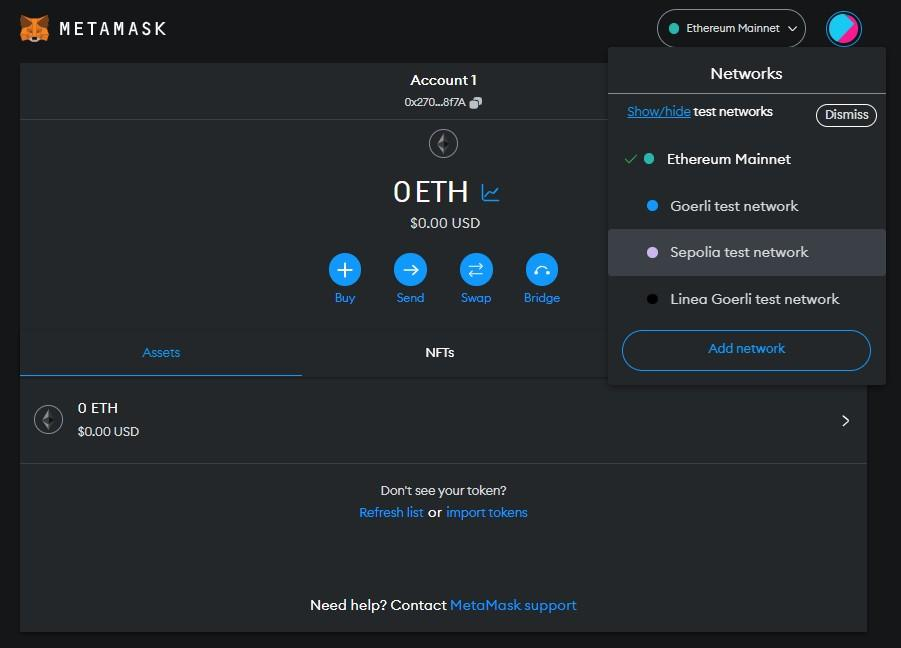 METAMASK
Ethereum Mainnet
Networks
Show/hide test networks
Dismiss
Ethereum Mainnet
Goerli test network
Sepolia test network
Linea Goerli test network
Add network
Account 1
0x270...8f7A
0 ETH
$0.00 USD
Buy Send Swap Bridge
Assets NFTs
0 ETH
$0.00 USD
Don't see your token?
Refresh list or import tokens
Need help? Contact MetaMask support